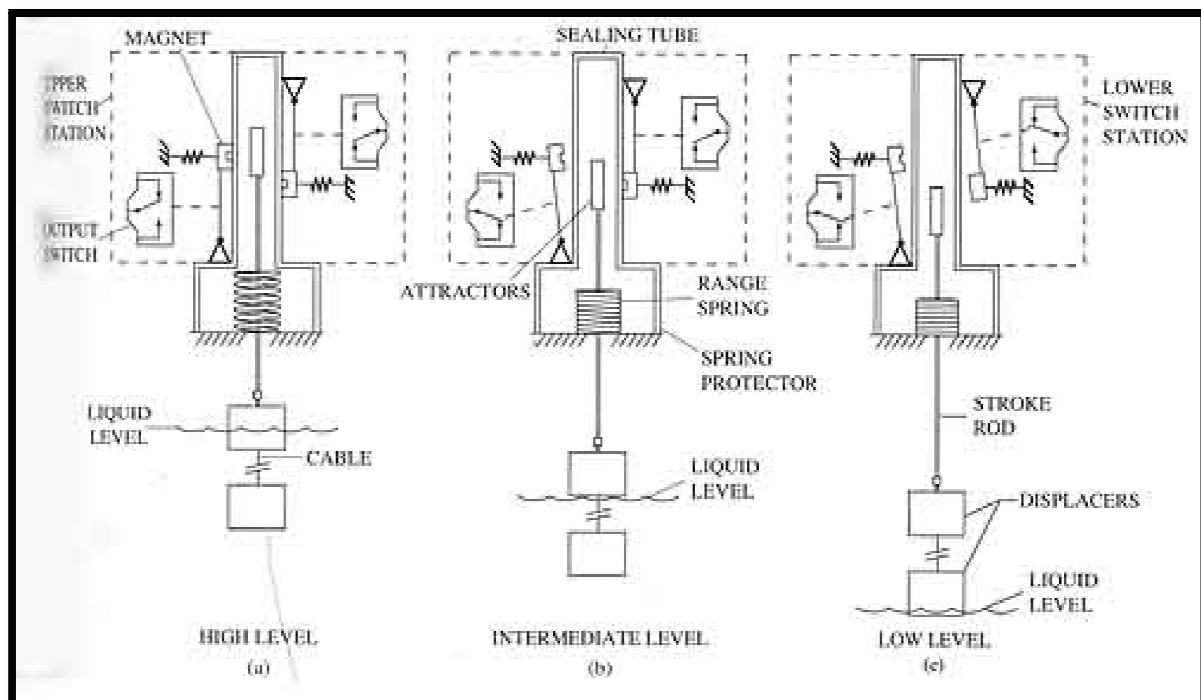 MAGNET
SEALING TUBE
UPPER
SWITCH
STATION
LOWER
SWITCH
STATION
OUTPUT
SWITCH
ATTRACTORS
RANGE
SPRING
SPRING
PROTECTOR
LIQUID
LEVEL
CABLE
LIQUID
LEVEL
STROKE
ROD
DISPLACERS
LIQUID
LEVEL
HIGH LEVEL
(a)
INTERMEDIATE LEVEL
(b)
LOW LEVEL
(c)